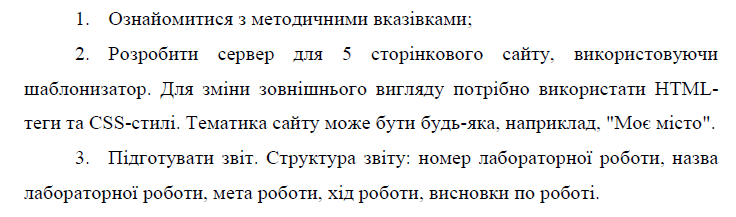 1. Ознайомитися з методичними вказівками;
2. Розробити сервер для 5 сторінкового сайту, використовуючи
шаблонизатор. Для зміни зовнішнього вигляду потрібно використати HTML-
теги та CSS-стилі. Тематика сайту може бути будь-яка, наприклад, "Моє місто".
3. Підготувати звіт. Структура звіту: номер лабораторної роботи, назва
лабораторної роботи, мета роботи, хід роботи, висновки по роботі.